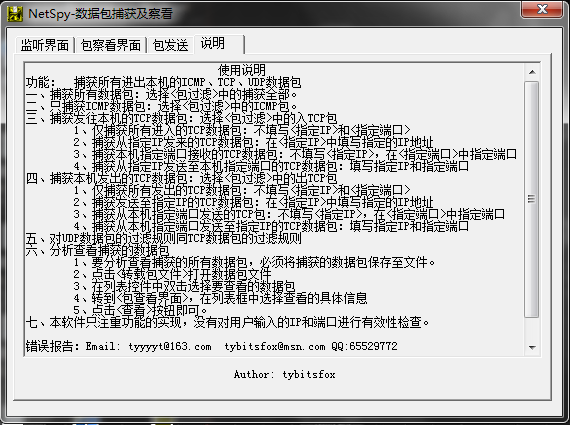 NetSpy-数据包捕获及察看
监听界面 包察看界面 包发送 说明
使用说明
功能: 捕获所有进出本机的ICMP、TCP、UDP数据包
一、捕获所有数据包: 选择<包过滤>中的捕获全部。
二、只捕获ICMP数据包: 选择<包过滤>中的ICMP包。
三、捕获发往本机的TCP数据包: 选择<包过滤>中的入TCP包
1、仅捕获所有进入的TCP数据包: 不填写<指定IP>和<指定端口>
2、捕获从指定IP发来的TCP数据包: 在<指定IP>中填写指定的IP地址
3、捕获本机指定端口接收的TCP数据包: 不填写<指定IP>, 在<指定端口>中指定端口
4、捕获从指定IP发送至本机指定端口的TCP数据包: 填写指定IP和指定端口
四、捕获本机发出的TCP数据包: 选择<包过滤>中的出TCP包
1、仅捕获所有发出的TCP数据包: 不填写<指定IP>和<指定端口>
2、捕获发送至指定IP的TCP数据包: 在<指定IP>中填写指定的IP地址
3、捕获从本机指定端口发送的TCP包: 不填写<指定IP>, 在<指定端口>中指定端口
4、捕获从本机指定端口发送至指定IP的TCP数据包: 填写指定IP和指定端口
五、对UDP数据包的过滤规则同TCP数据包的过滤规则
六、分析查看捕获的数据包
1、要分析查看捕获的所有数据包, 必须将捕获的数据包保存至文件。
2、点击<转载包文件>打开数据包文件
3、在列表控件中双击选择要查看的数据包
4、转到<包查看界面>, 在列表框中选择查看的具体信息
5、点击<查看>按钮即可。
七、本软件只注重功能的实现, 没有对用户输入的IP和端口进行有效性检查。
错误报告: Email: tyyyyt@163.com tybitsfox@msn.com QQ:65529772
Author: tybitsfox